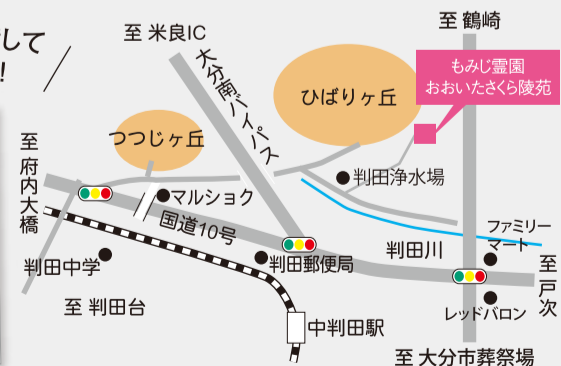 して
!
至 米良IC
至 鶴崎
大分南バイパス
ひばりヶ丘
もみじ霊園
おおいたさくら陵苑
つつじヶ丘
至 府内大橋
マルショク
判田浄水場
国道10号
ファミリー
マート
判田川
判田中学
判田郵便局
至 戸次
至 判田台
レッドバロン
中判田駅
至 大分市葬祭場